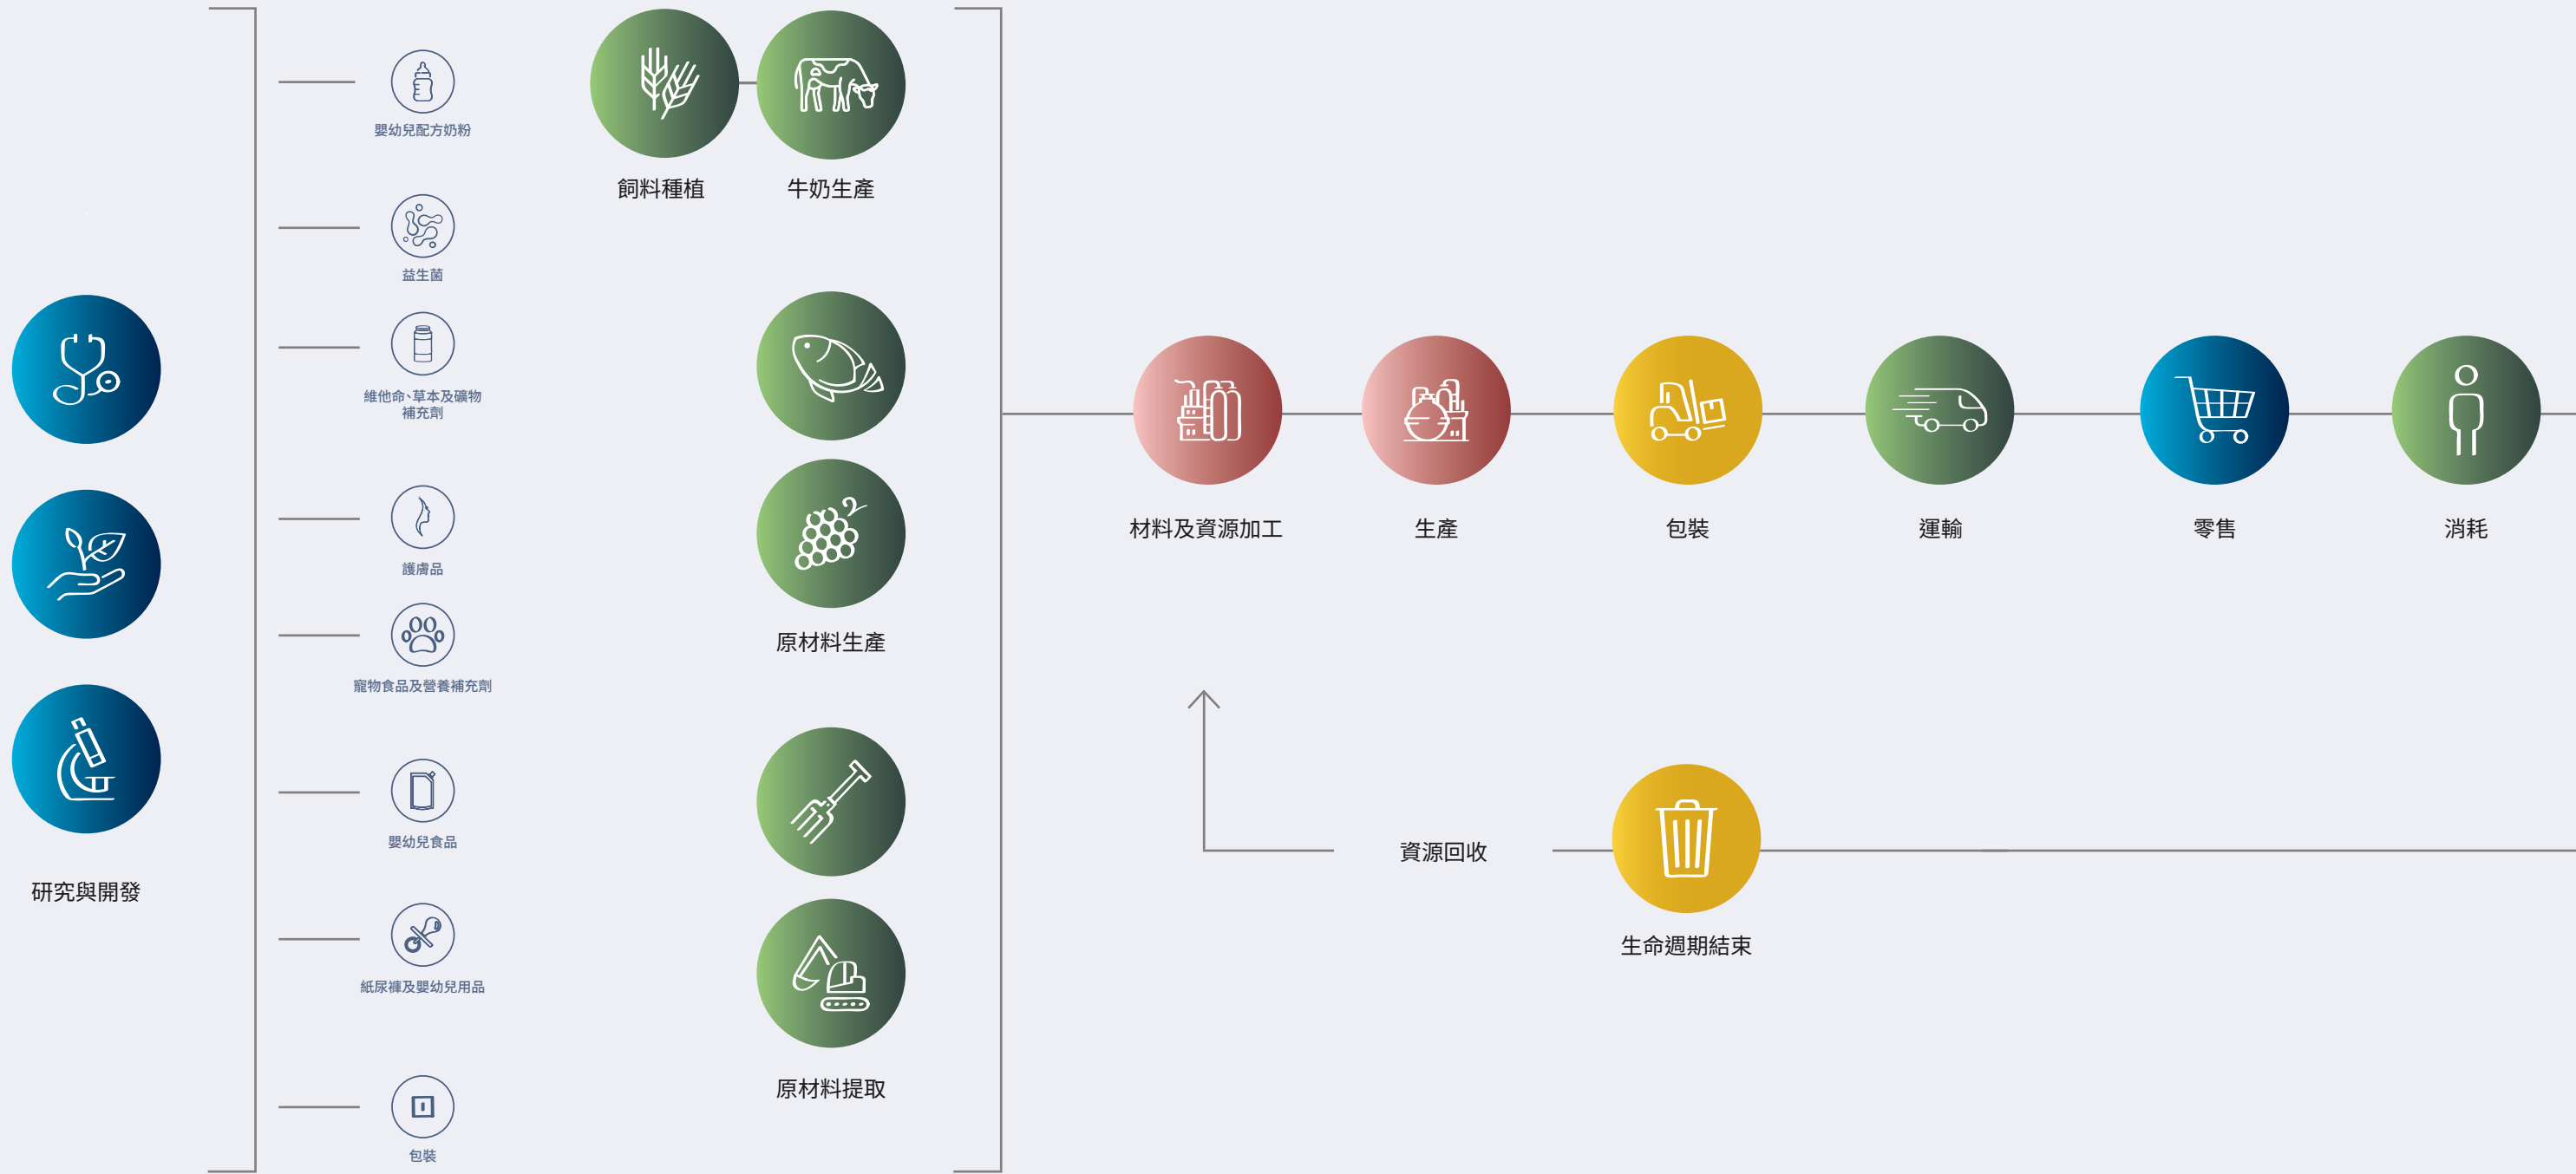 研究與開發
嬰幼兒配方奶粉
益生菌
維他命、草本及礦物
補充劑
護膚品
寵物食品及營養補充劑
嬰幼兒食品
紙尿褲及嬰幼兒用品
包裝
飼料種植
牛奶生產
原材料生產
原材料提取
材料及資源加工
生產
包裝
運輸
零售
消耗
資源回收
生命週期結束